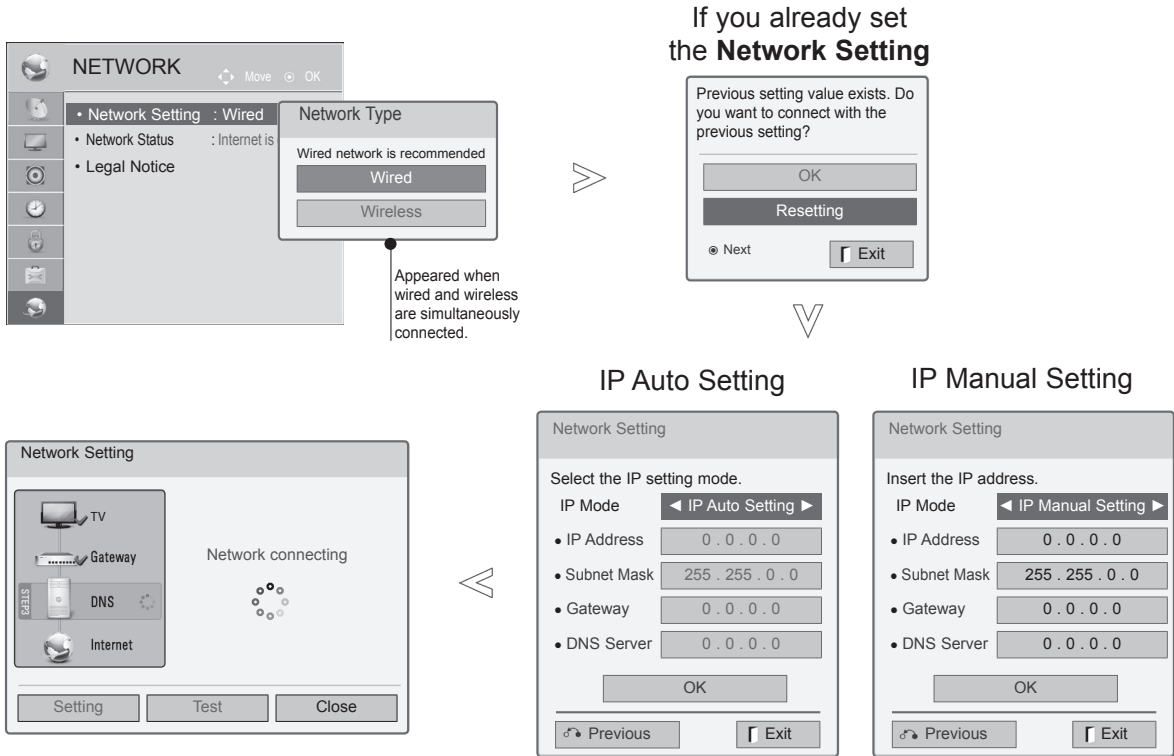 If you already set
the Network Setting
NETWORK
Move OK
• Network Setting : Wired
• Network Status : Internet is
• Legal Notice
Network Type
Wired network is recommended
Wired
Wireless
Appeared when
wired and wireless
are simultaneously
connected.
Previous setting value exists. Do
you want to connect with the
previous setting?
OK
Resetting
Next
Exit
IP Auto Setting
Network Setting
Select the IP setting mode.
IP Mode ◄ IP Auto Setting ►
• IP Address 0 . 0 . 0 . 0
• Subnet Mask 255 . 255 . 0 . 0
• Gateway 0 . 0 . 0 . 0
• DNS Server 0 . 0 . 0 . 0
OK
Previous
Exit
IP Manual Setting
Network Setting
Insert the IP address.
IP Mode ◄ IP Manual Setting ►
• IP Address 0 . 0 . 0 . 0
• Subnet Mask 255 . 255 . 0 . 0
• Gateway 0 . 0 . 0 . 0
• DNS Server 0 . 0 . 0 . 0
OK
Previous
Exit
Network Setting
TV
Gateway
STEP3
DNS
Internet
Network connecting
Setting
Test
Close